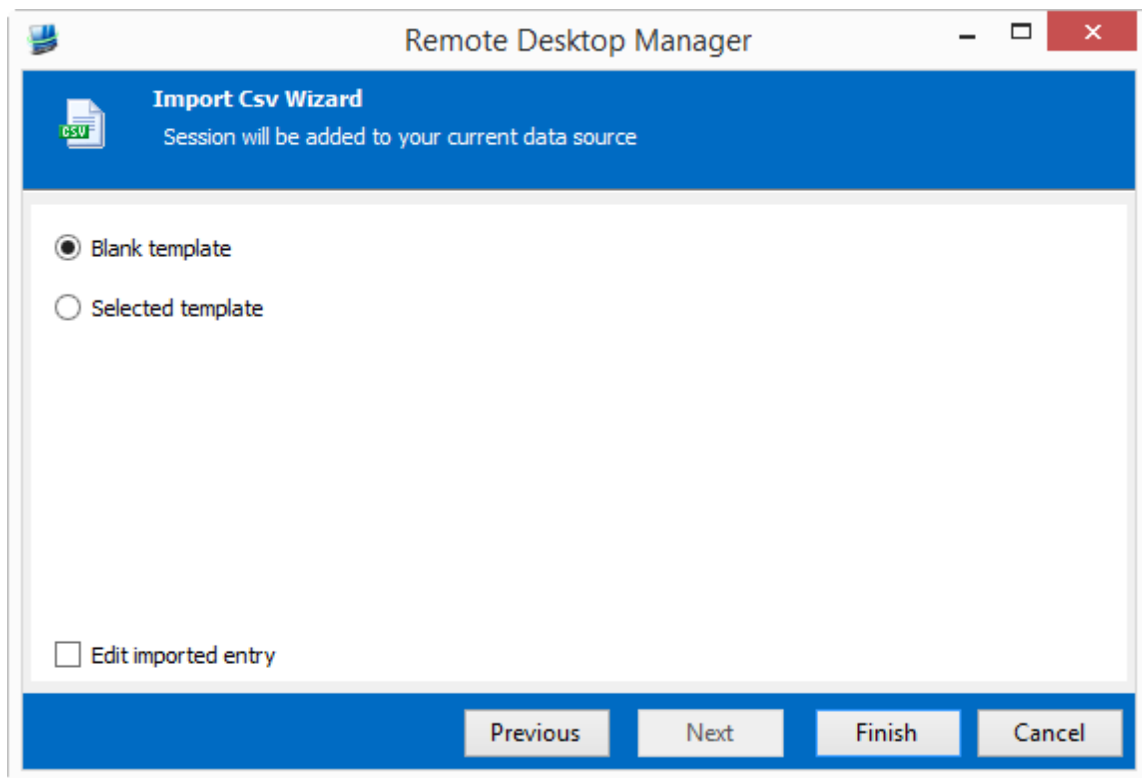 Remote Desktop Manager
Import Csv Wizard
CSV
Session will be added to your current data source
Blank template
Selected template
Edit imported entry
Previous Next Finish Cancel